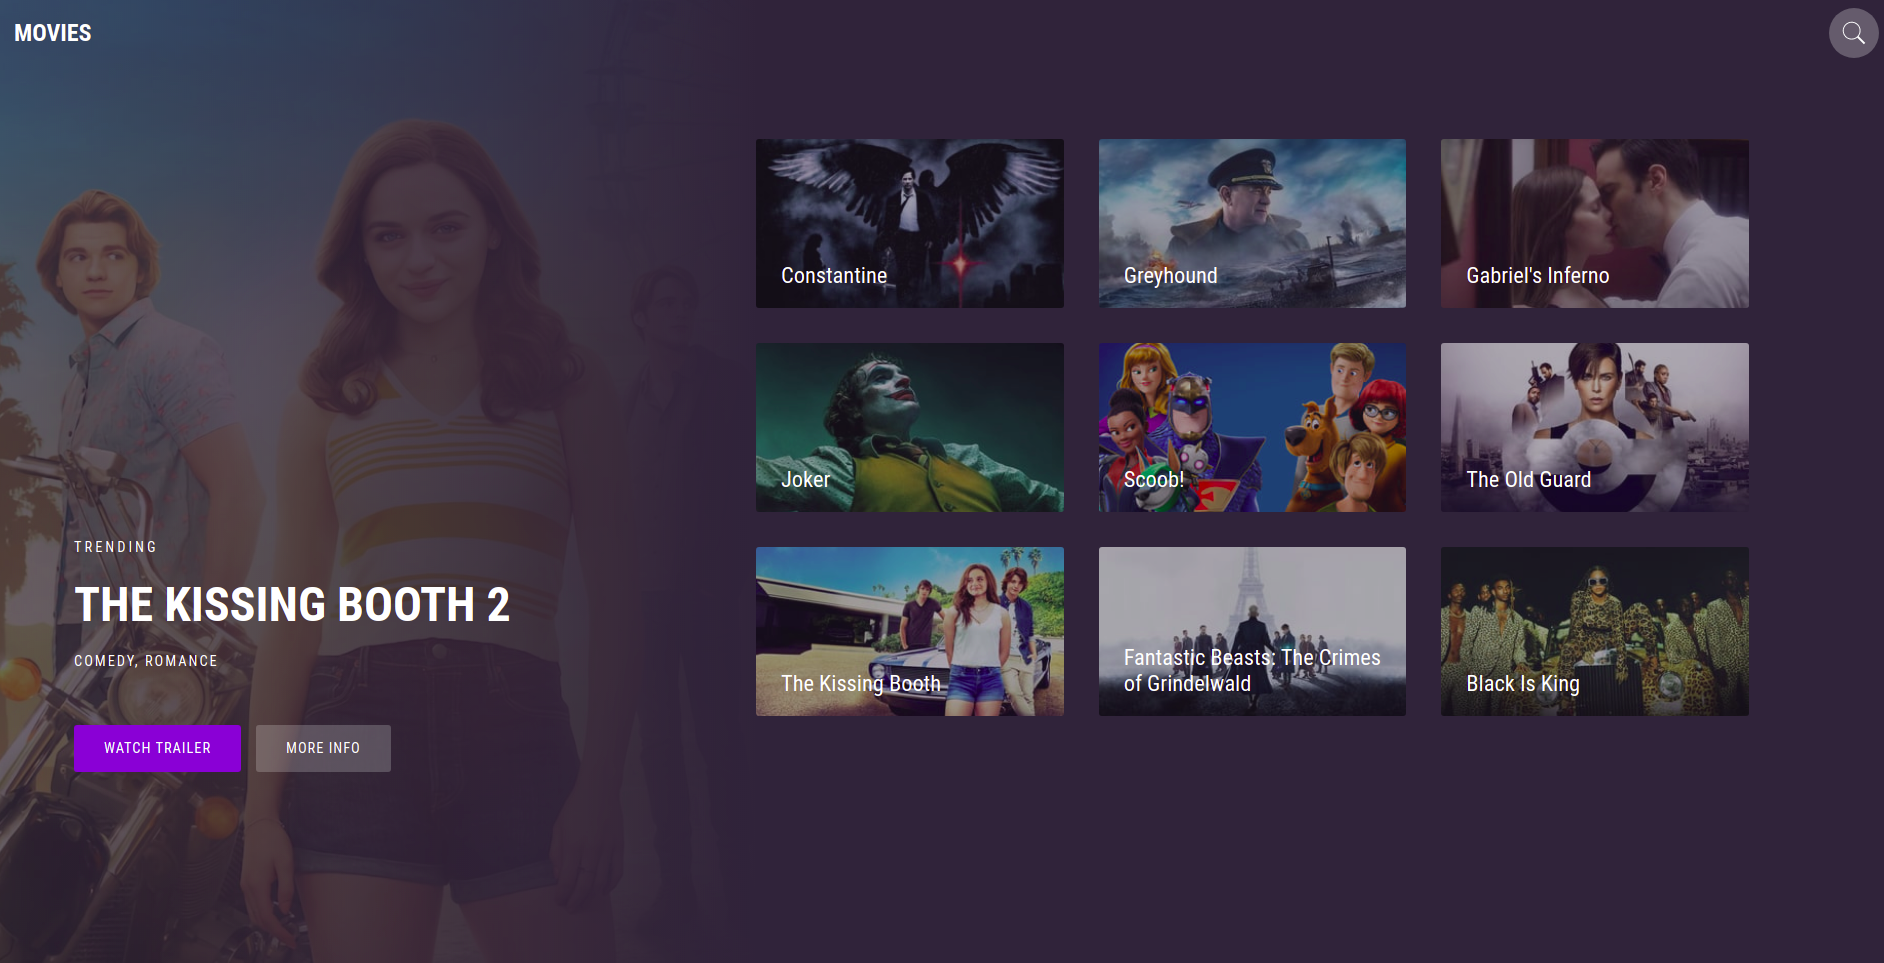 MOVIES
TRENDING
THE KISSING BOOTH 2
COMEDY, ROMANCE
WATCH TRAILER
MORE INFO
Constantine
Greyhound
Gabriel's Inferno
Joker
Scoob!
The Old Guard
The Kissing Booth
Fantastic Beasts: The Crimes
of Grindelwald
Black Is King